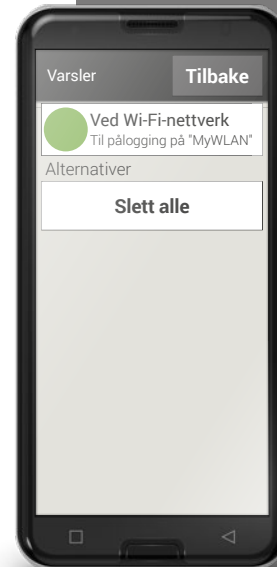 Varsler
Tilbake
Ved Wi-Fi-nettverk
Til pålogging på "MyWLAN"
Alternativer
Slett alle